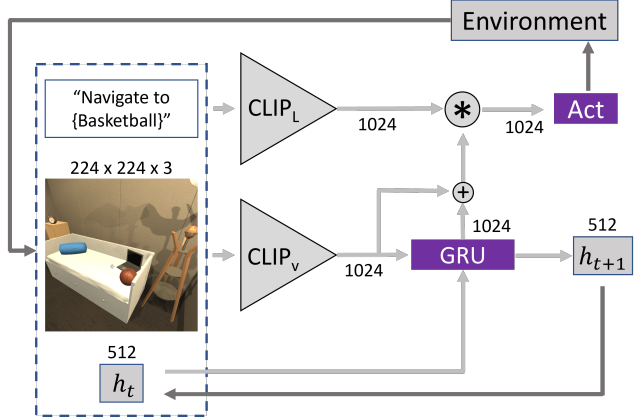 Environment
“Navigate to
{Basketball}”
CLIP_L
1024
*
1024
Act
224 x 224 x 3
CLIP_V
1024
+
1024
GRU
512
h_{t+1}
512
h_t